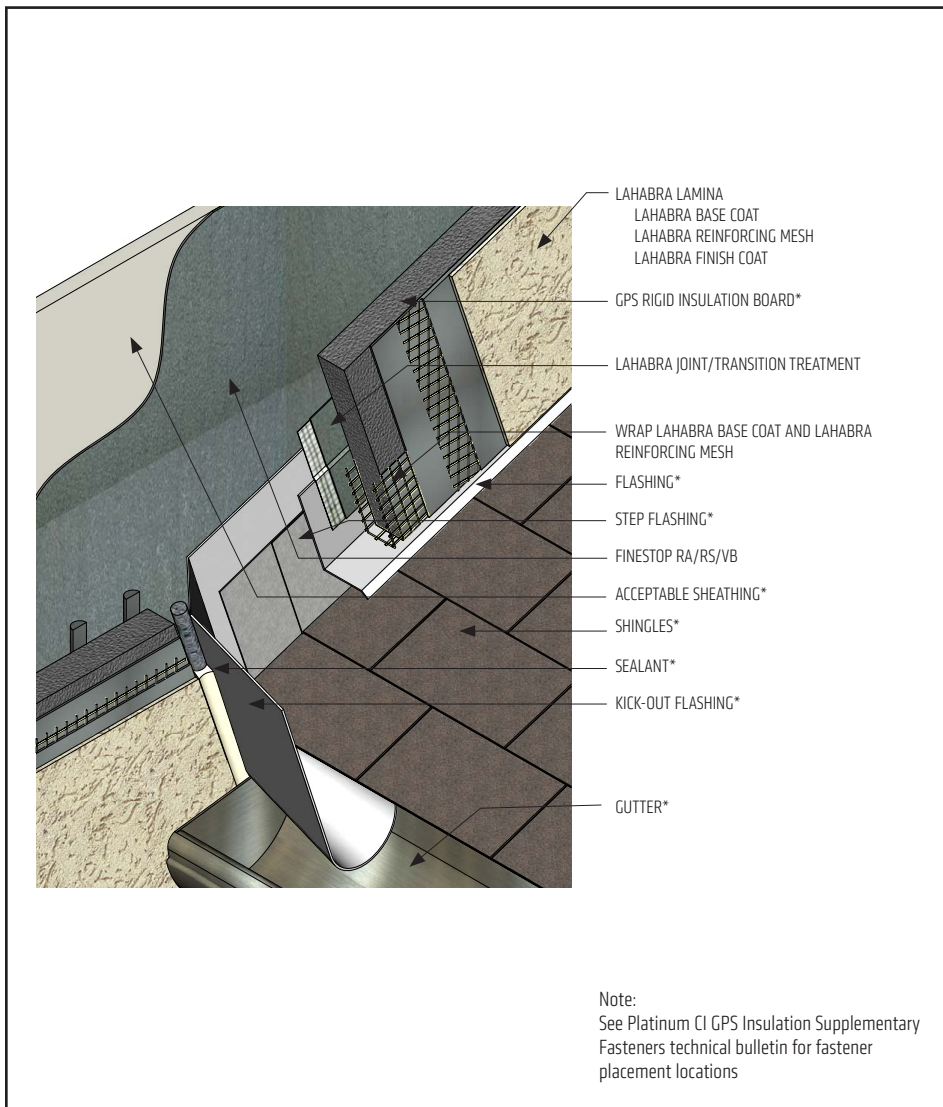 LAHABRA LAMINA
LAHABRA BASE COAT
LAHABRA REINFORCING MESH
LAHABRA FINISH COAT
GPS RIGID INSULATION BOARD*
LAHABRA JOINT/TRANSITION TREATMENT
WRAP LAHABRA BASE COAT AND LAHABRA
REINFORCING MESH
FLASHING*
STEP FLASHING*
FINESTOP RA/RS/VB
ACCEPTABLE SHEATHING*
SHINGLES*
SEALANT*
KICK-OUT FLASHING*
GUTTER*
Note:
See Platinum CI GPS Insulation Supplementary
Fasteners technical bulletin for fastener
placement locations